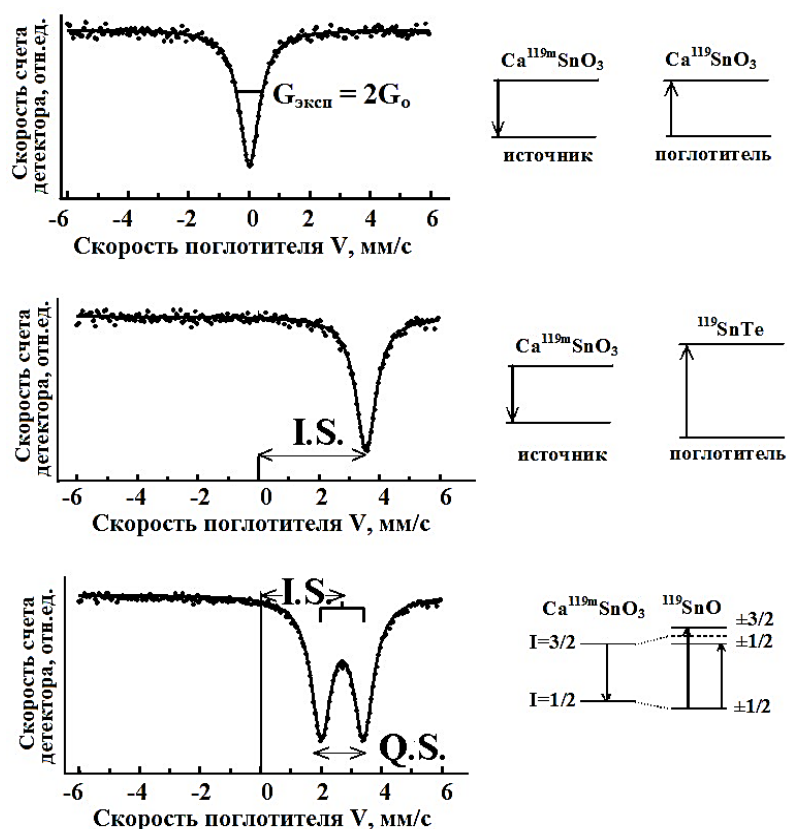 Скорость счета
детектора, отн.ед.
Gэксп = 2Go
-6 -4 -2 0 2 4 6
Скорость поглотителя V, мм/с
Ca119mSnO3
источник
Ca119SnO3
поглотитель
Скорость счета
детектора, отн.ед.
I.S.
-6 -4 -2 0 2 4 6
Скорость поглотителя V, мм/с
Ca119mSnO3
источник
119SnTe
поглотитель
Скорость счета
детектора, отн.ед.
I.S.
Q.S.
-6 -4 -2 0 2 4 6
Скорость поглотителя V, мм/с
Ca119mSnO3
119SnO
I=3/2
±3/2
±1/2
I=1/2
±1/2